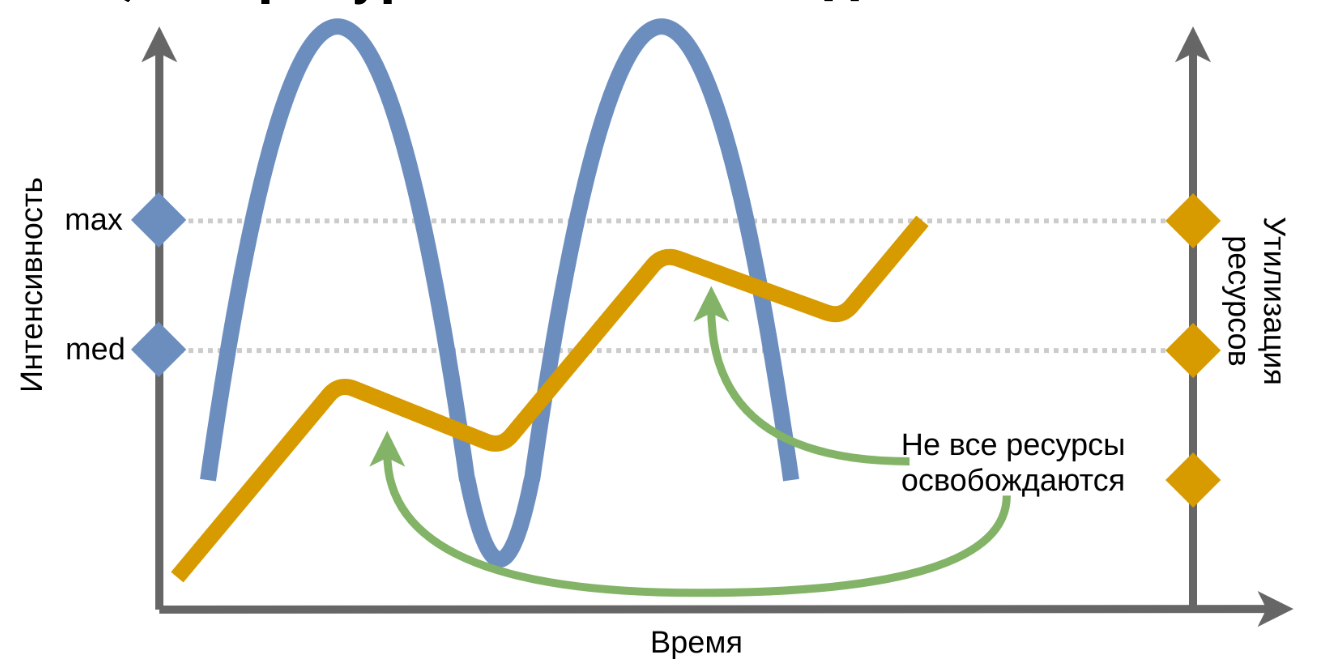 Интенсивность
max
med
Утилизация
ресурсов
Не все ресурсы
освобождаются
Время